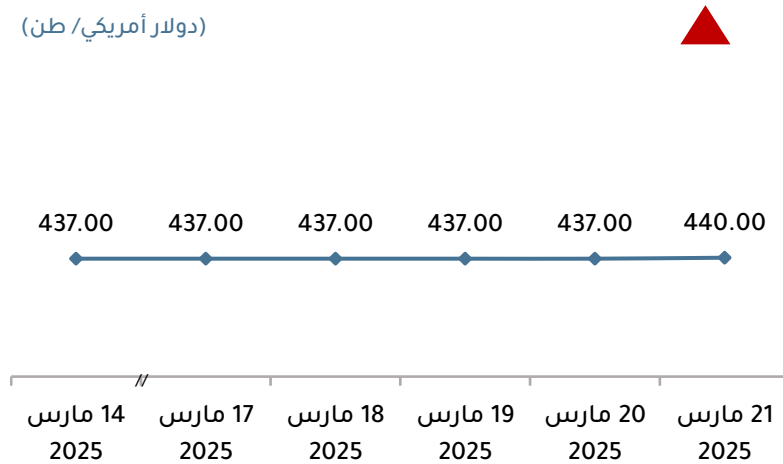 (دولار أمريكي/ طن)
437.00 437.00 437.00 437.00 437.00 440.00
14 مارس 17 مارس 18 مارس 19 مارس 20 مارس 21 مارس
2025 2025 2025 2025 2025 2025